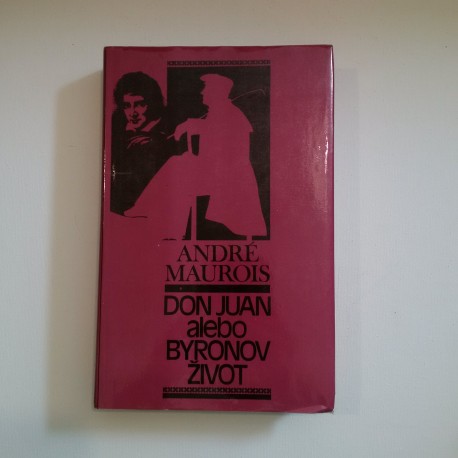 ANDRÉ
MAUROIS
DON JUAN
alebo
BYRONOV
ŽIVOT